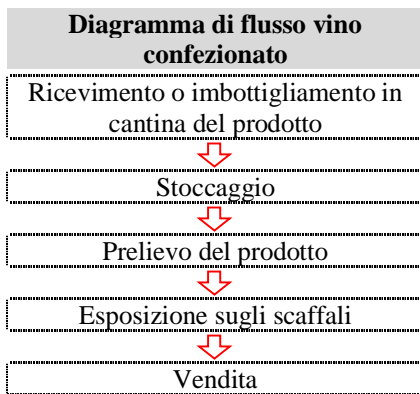 Diagramma di flusso vino
confezionato
Ricevimento o imbottigliamento in
cantina del prodotto
Stoccaggio
Prelievo del prodotto
Esposizione sugli scaffali
Vendita